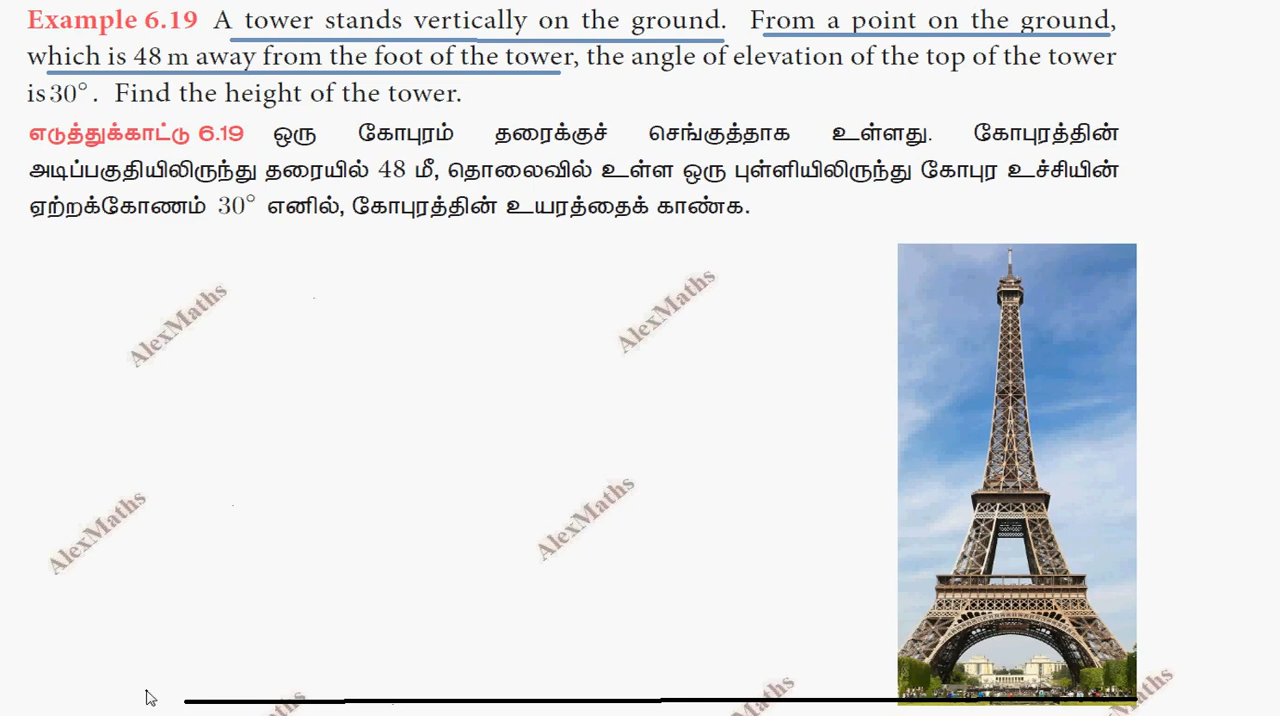 Example 6.19 A tower stands vertically on the ground. From a point on the ground,
which is 48 m away from the foot of the tower, the angle of elevation of the top of the tower
is 30°. Find the height of the tower.
எடுத்துக்காட்டு 6.19 ஒரு கோபுரம் தரைக்குச் செங்குத்தாக உள்ளது. கோபுரத்தின்
அடிப்பகுதியிலிருந்து தரையில் 48 மீ, தொலைவில் உள்ள ஒரு புள்ளியிலிருந்து கோபுர உச்சியின்
ஏற்றக்கோணம் 30° எனில், கோபுரத்தின் உயரத்தைக் காண்க.
AlexMaths
AlexMaths
AlexMaths
AlexMaths